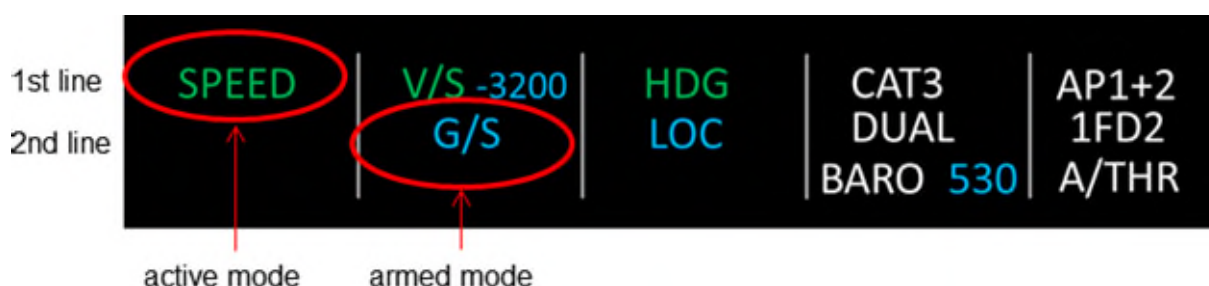 1st line SPEED V/S -3200 HDG CAT3 AP1+2
2nd line G/S LOC DUAL 1FD2
BARO 530 A/THR
active mode armed mode